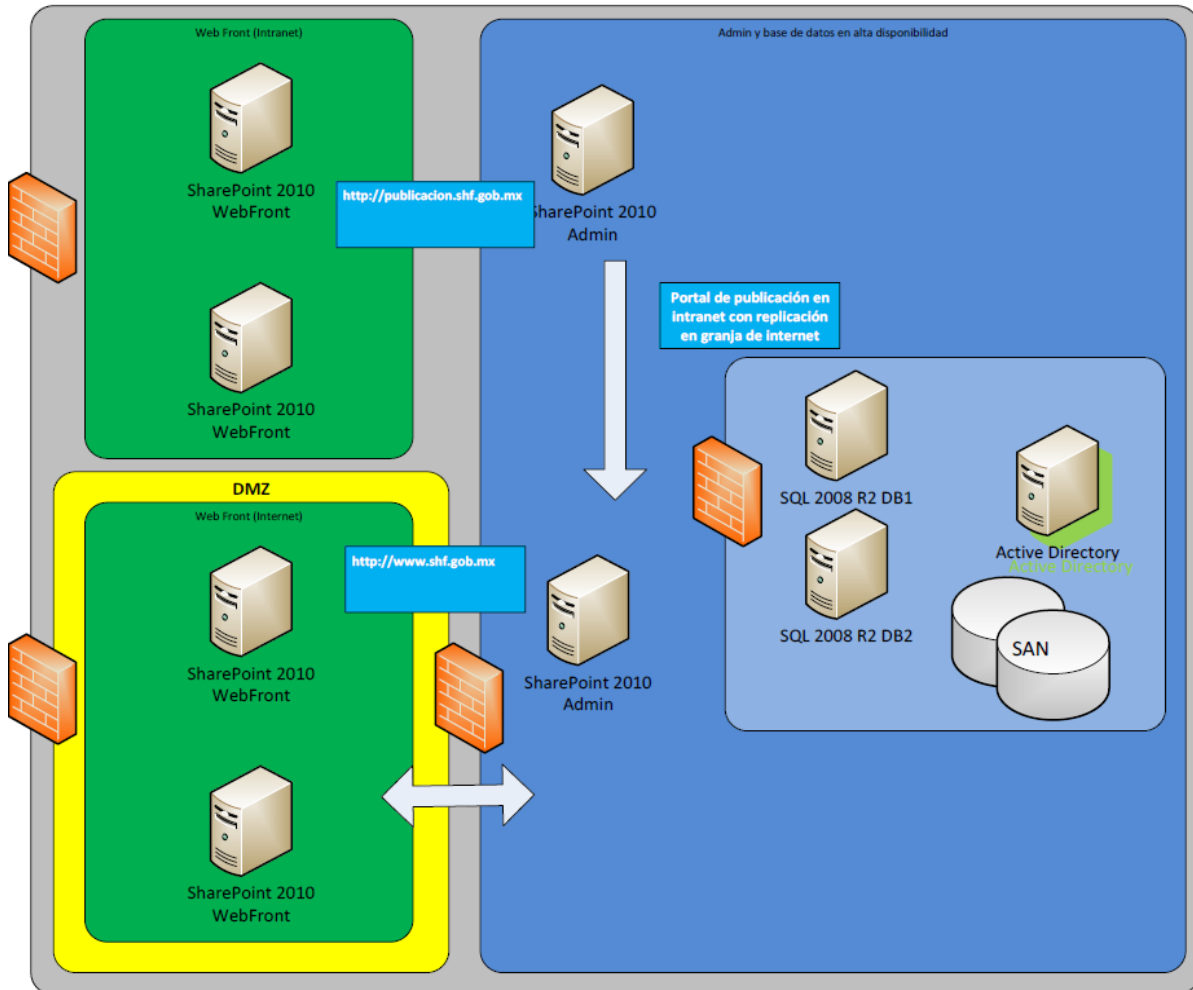 Web Front (Intranet)
SharePoint 2010
WebFront
SharePoint 2010
WebFront
DMZ
Web Front (Internet)
SharePoint 2010
WebFront
SharePoint 2010
WebFront
Admin y base de datos en alta disponibilidad
http://publicacion.shf.gob.mx
SharePoint 2010
Admin
Portal de publicación en
intranet con replicación
en granja de internet
http://www.shf.gob.mx
SharePoint 2010
Admin
SQL 2008 R2 DB1
SQL 2008 R2 DB2
Active Directory
Active Directory
SAN